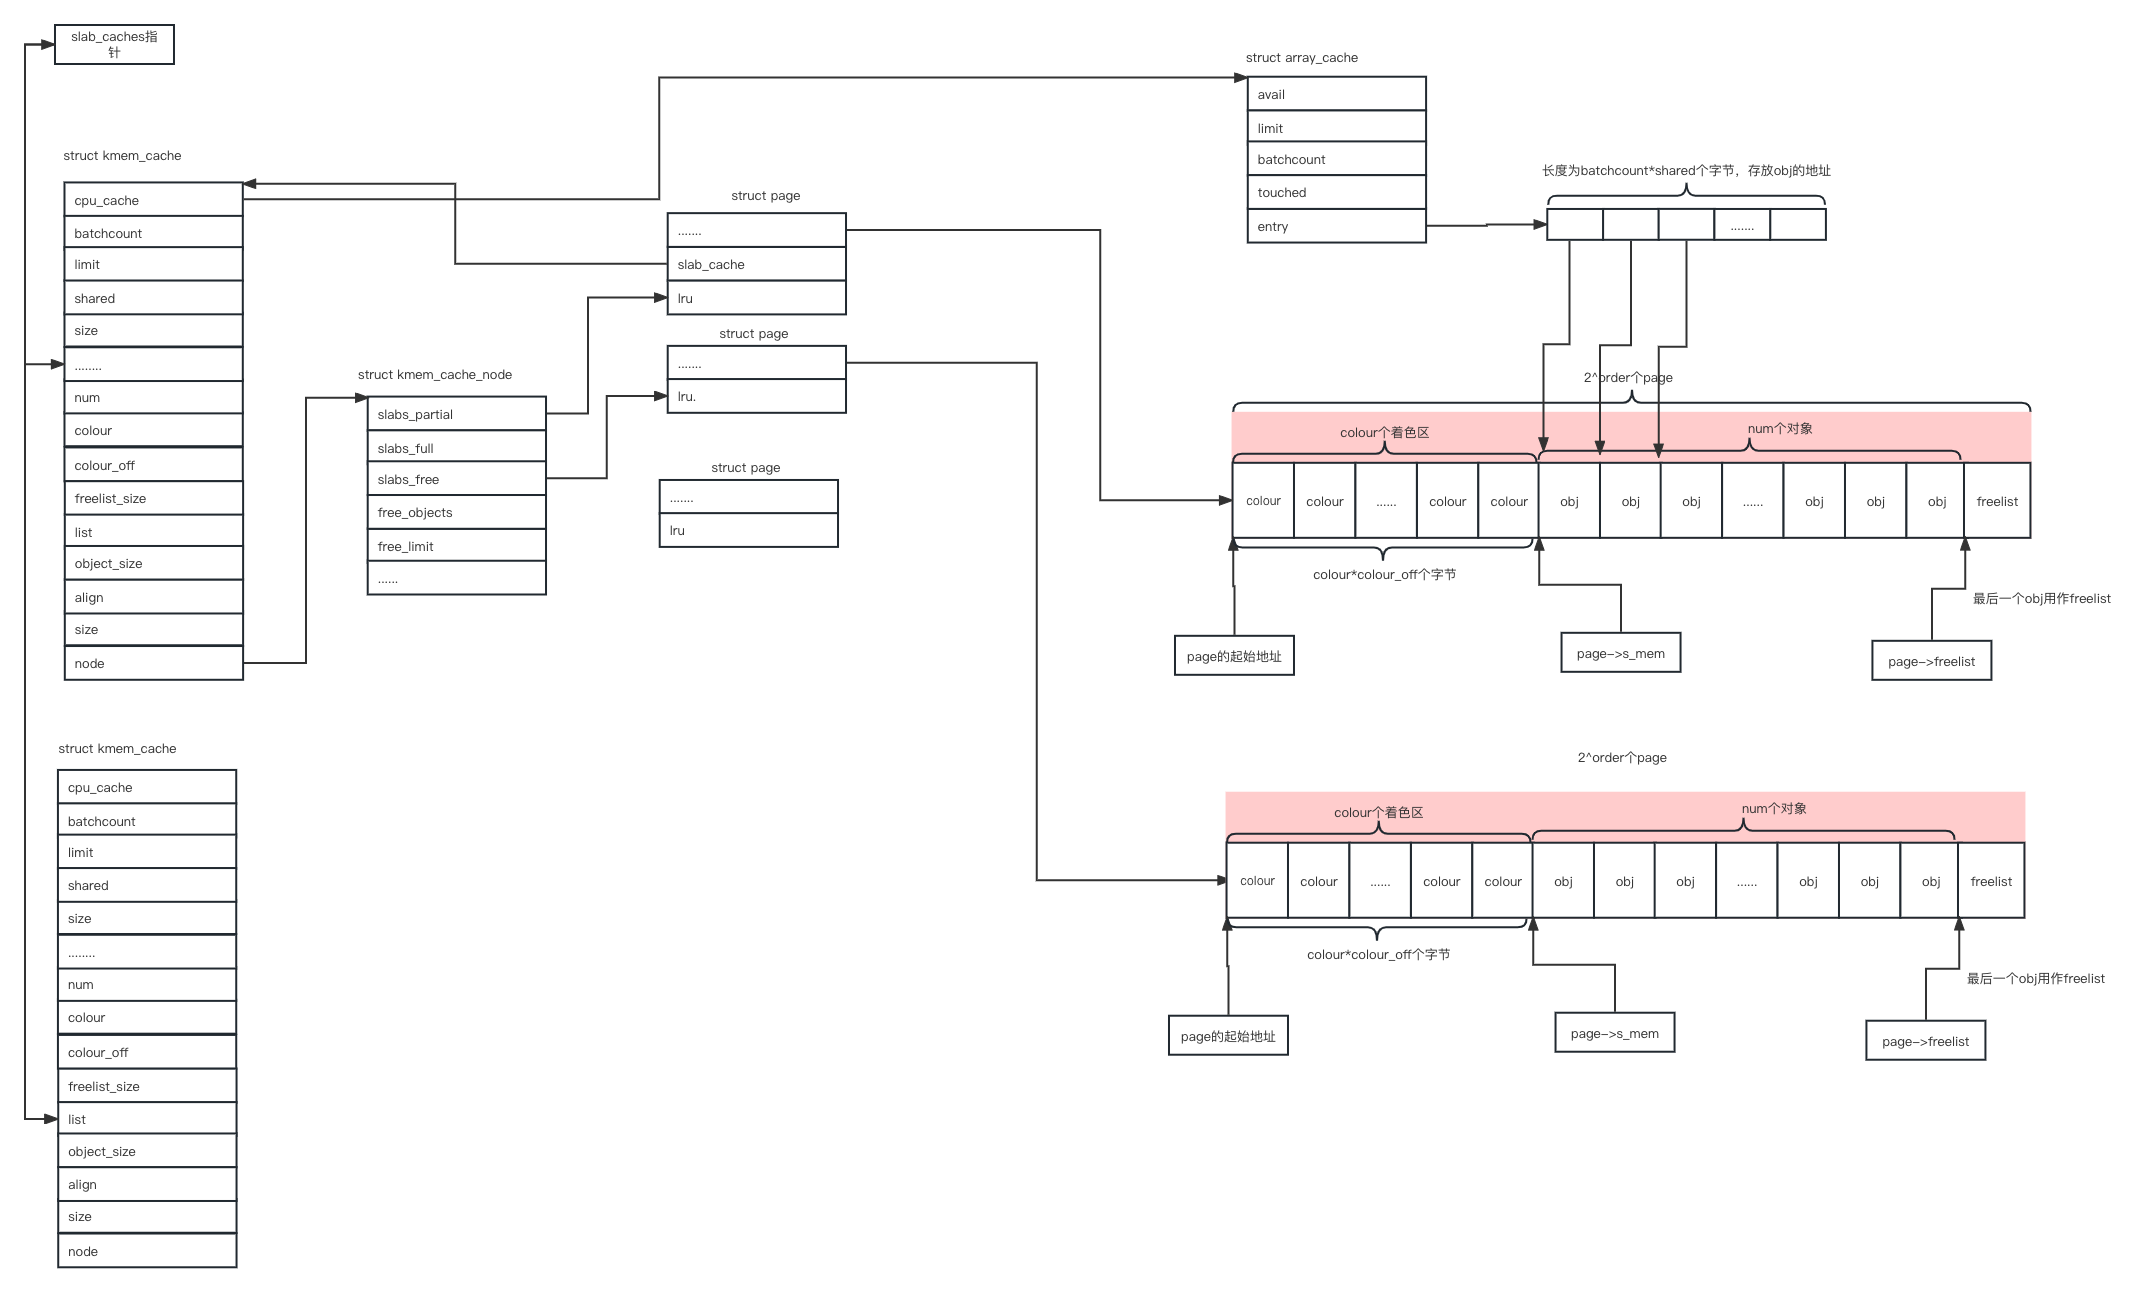 slab_caches指
针
struct kmem_cache
cpu_cache
batchcount
limit
shared
size
........
num
colour
colour_off
freelist_size
list
object_size
align
size
node
struct kmem_cache
cpu_cache
batchcount
limit
shared
size
........
num
colour
colour_off
freelist_size
list
object_size
align
size
node
struct kmem_cache_node
slabs_partial
slabs_full
slabs_free
free_objects
free_limit
......
struct page
.......
slab_cache
lru
struct page
.......
lru.
struct page
.......
lru
struct array_cache
avail
limit
batchcount
touched
entry
长度为batchcount*shared个字节，存放obj的地址
.......
2^order个page
colour个着色区
num个对象
colour colour ...... colour colour obj obj obj ...... obj obj obj freelist
colour*colour_off个字节
最后一个obj用作freelist
page的起始地址
page->s_mem
page->freelist
2^order个page
colour个着色区
num个对象
colour colour ...... colour colour obj obj obj ...... obj obj obj freelist
colour*colour_off个字节
最后一个obj用作freelist
page的起始地址
page->s_mem
page->freelist